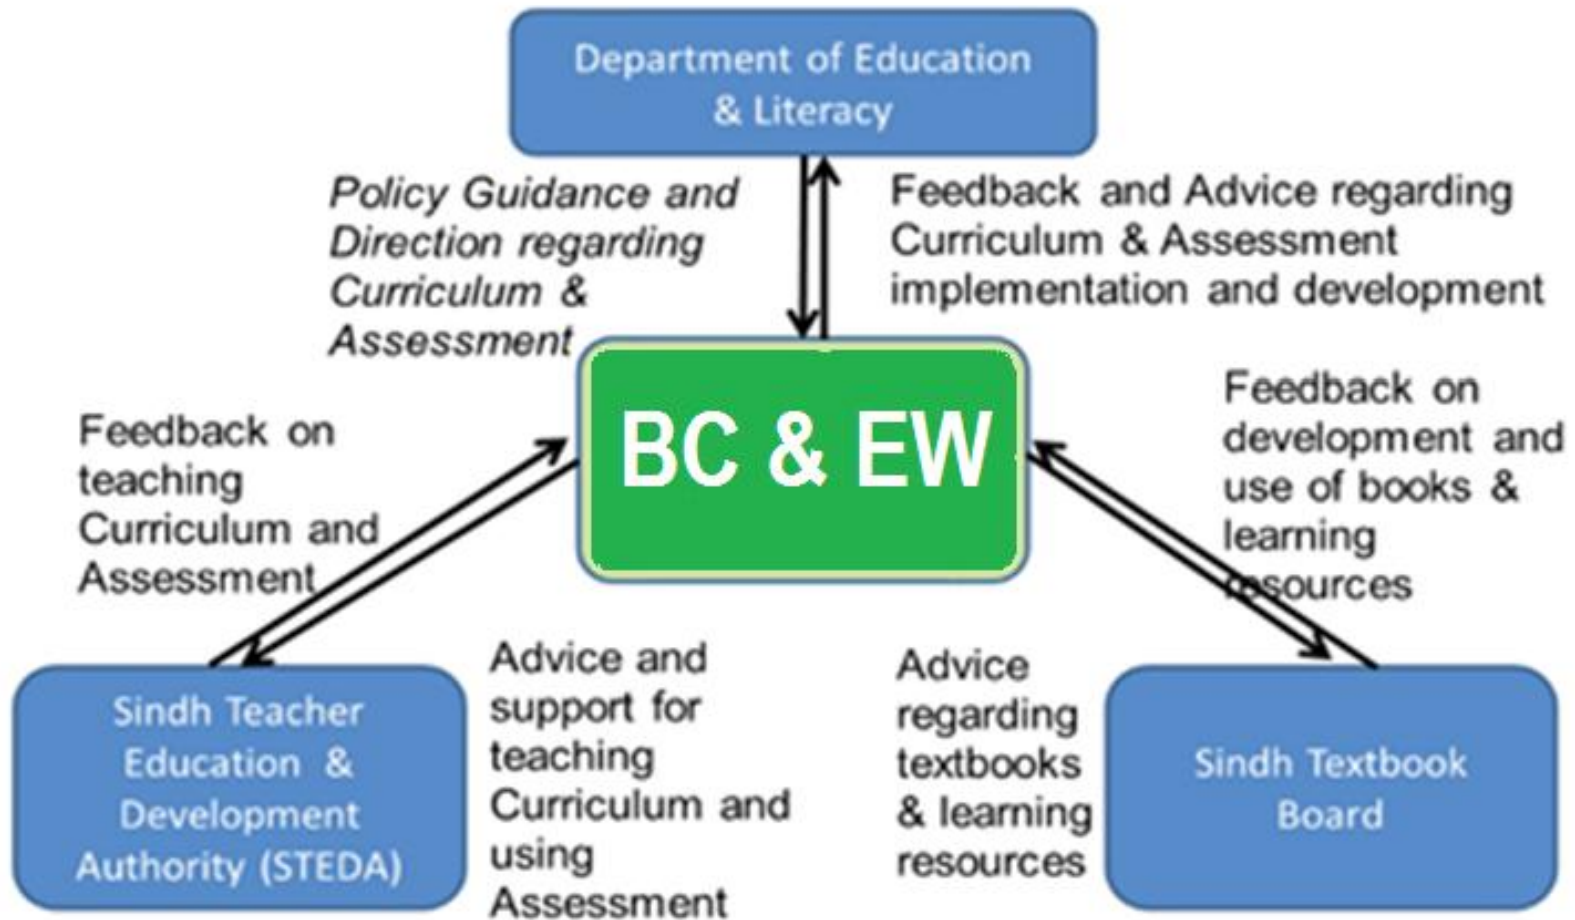 Department of Education
& Literacy
Policy Guidance and
Direction regarding
Curriculum &
Assessment
Feedback and Advice regarding
Curriculum & Assessment
implementation and development
BC & EW
Feedback on
teaching
Curriculum and
Assessment
Feedback on
development and
use of books &
learning
resources
Sindh Teacher
Education &
Development
Authority (STEDA)
Advice and
support for
teaching
Curriculum and
using
Assessment
Advice
regarding
textbooks
& learning
resources
Sindh Textbook
Board